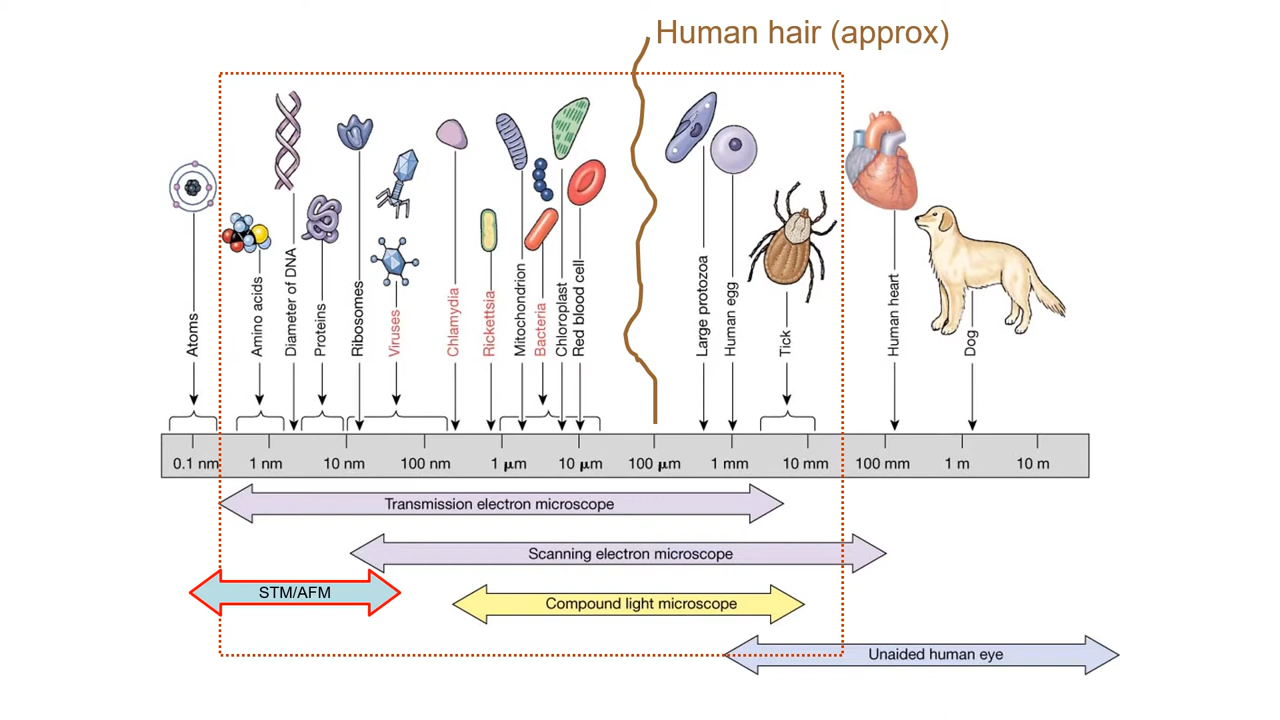 Human hair (approx)
Atoms
Amino acids
Diameter of DNA
Proteins
Ribosomes
Viruses
Chlamydia
Rickettsia
Mitochondrion
Bacteria
Chloroplast
Red blood cell
Large protozoa
Human egg
Tick
Human heart
Dog
0.1 nm 1 nm 10 nm 100 nm 1 μm 10 μm 100 μm 1 mm 10 mm 100 mm 1 m 10 m
Transmission electron microscope
Scanning electron microscope
STM/AFM
Compound light microscope
Unaided human eye